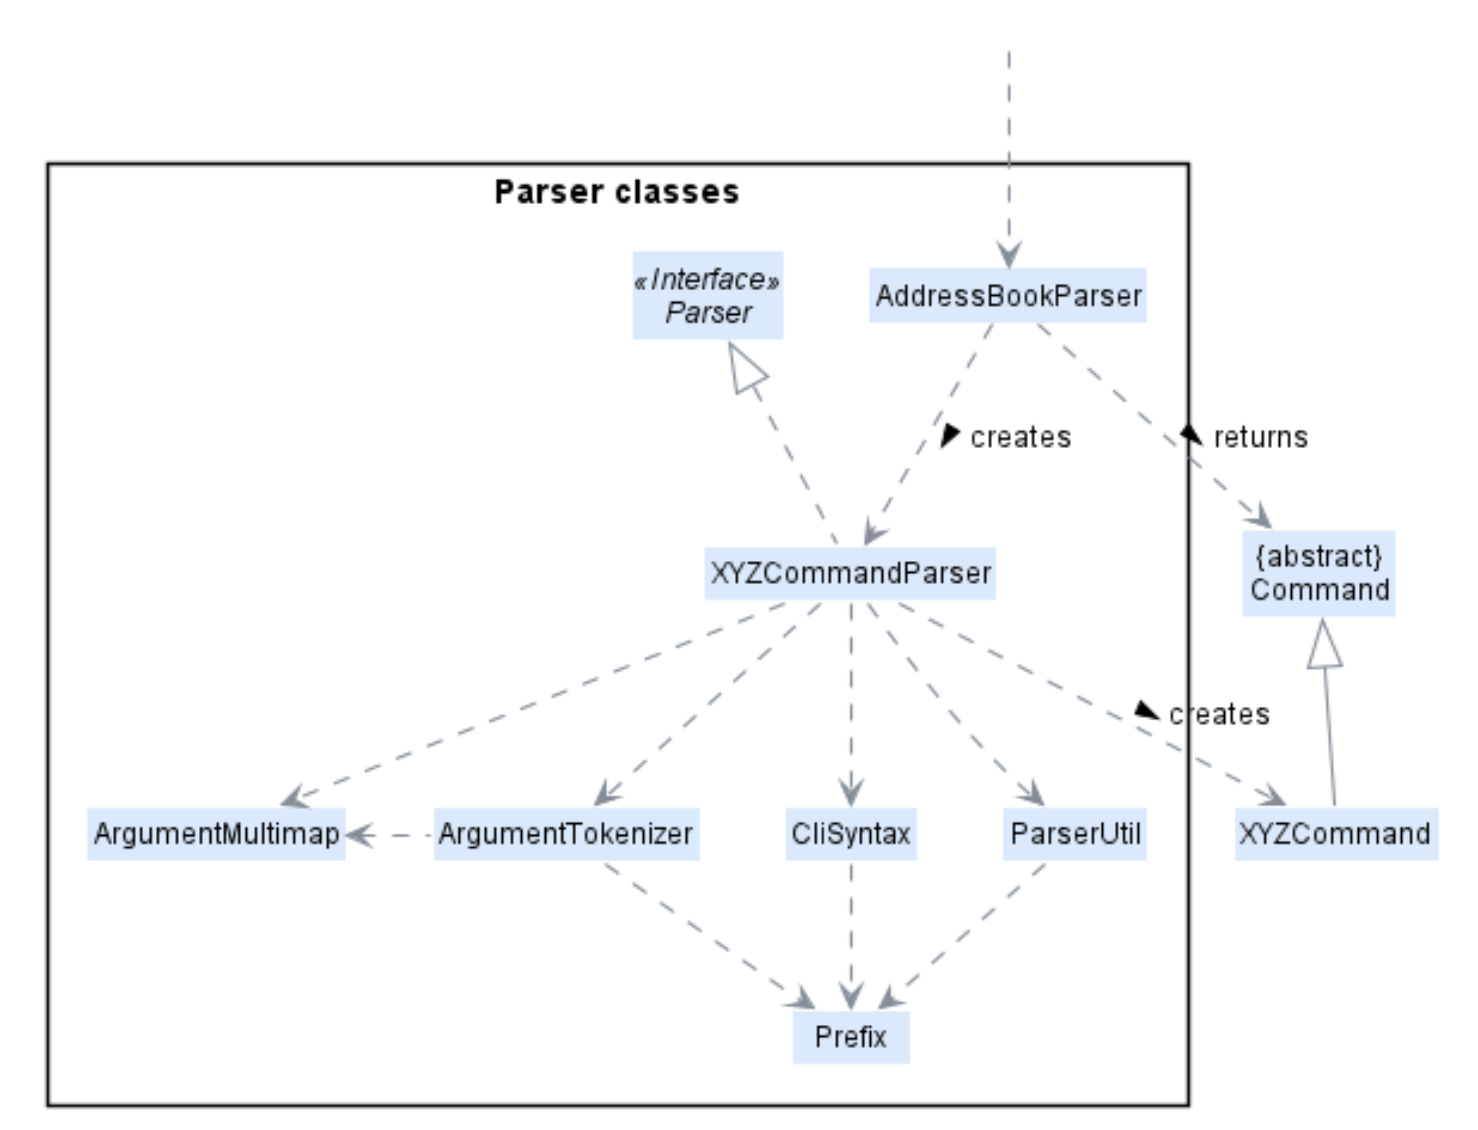 Parser classes
«Interface»
Parser
AddressBookParser
creates
returns
XYZCommandParser
{abstract}
Command
creates
ArgumentMultimap
ArgumentTokenizer
CliSyntax
ParserUtil
XYZCommand
Prefix